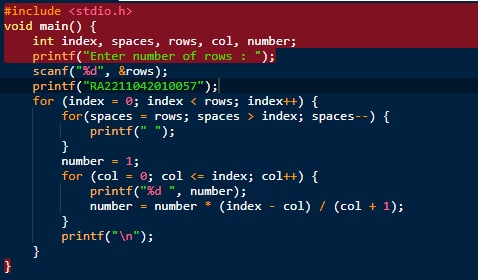 #include <stdio.h>
void main() {
    int index, spaces, rows, col, number;
    printf("Enter number of rows : ");
    scanf("%d", &rows);
    printf("RA2211042010057");
    for (index = 0; index < rows; index++) {
        for(spaces = rows; spaces > index; spaces--) {
            printf(" ");
        }
        number = 1;
        for (col = 0; col <= index; col++) {
            printf("%d ", number);
            number = number * (index - col) / (col + 1);
        }
        printf("\n");
    }
}